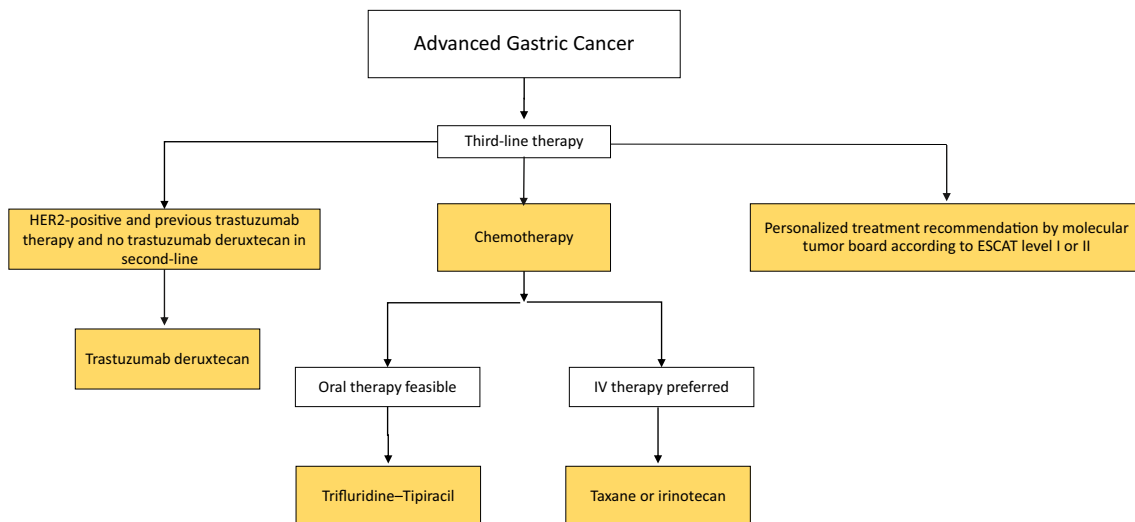 Advanced Gastric Cancer
Third-line therapy
HER2-positive and previous trastuzumab
therapy and no trastuzumab deruxtecan in
second-line
Chemotherapy
Personalized treatment recommendation by molecular
tumor board according to ESCAT level I or II
Trastuzumab deruxtecan
Oral therapy feasible
IV therapy preferred
Trifluridine–Tipiracil
Taxane or irinotecan